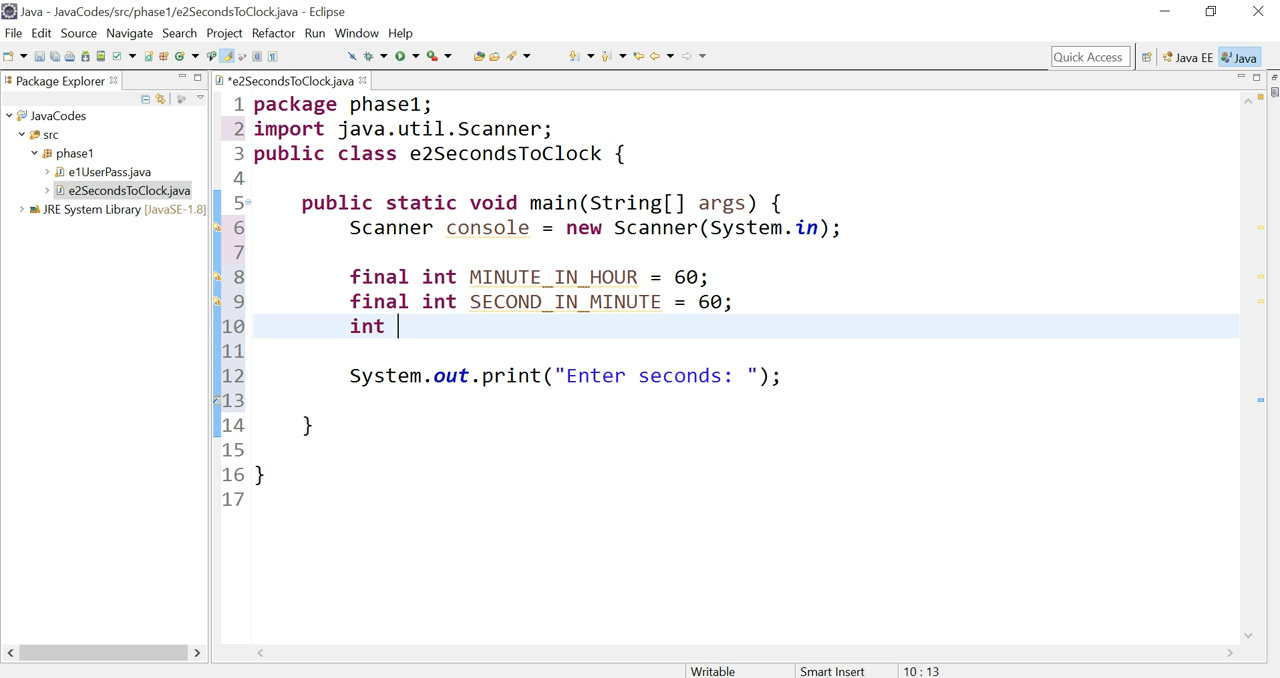 Java - JavaCodes/src/phase1/e2SecondsToClock.java - Eclipse
File Edit Source Navigate Search Project Refactor Run Window Help
Quick Access Java EE Java
Package Explorer
JavaCodes
src
phase1
e1UserPass.java
e2SecondsToClock.java
JRE System Library [JavaSE-1.8]
*e2SecondsToClock.java
1 package phase1;
2 import java.util.Scanner;
3 public class e2SecondsToClock {
4
5 public static void main(String[] args) {
6 Scanner console = new Scanner(System.in);
7
8 final int MINUTE_IN_HOUR = 60;
9 final int SECOND_IN_MINUTE = 60;
10 int
11
12 System.out.print("Enter seconds: ");
13
14 }
15
16 }
17
Writable Smart Insert 10 : 13